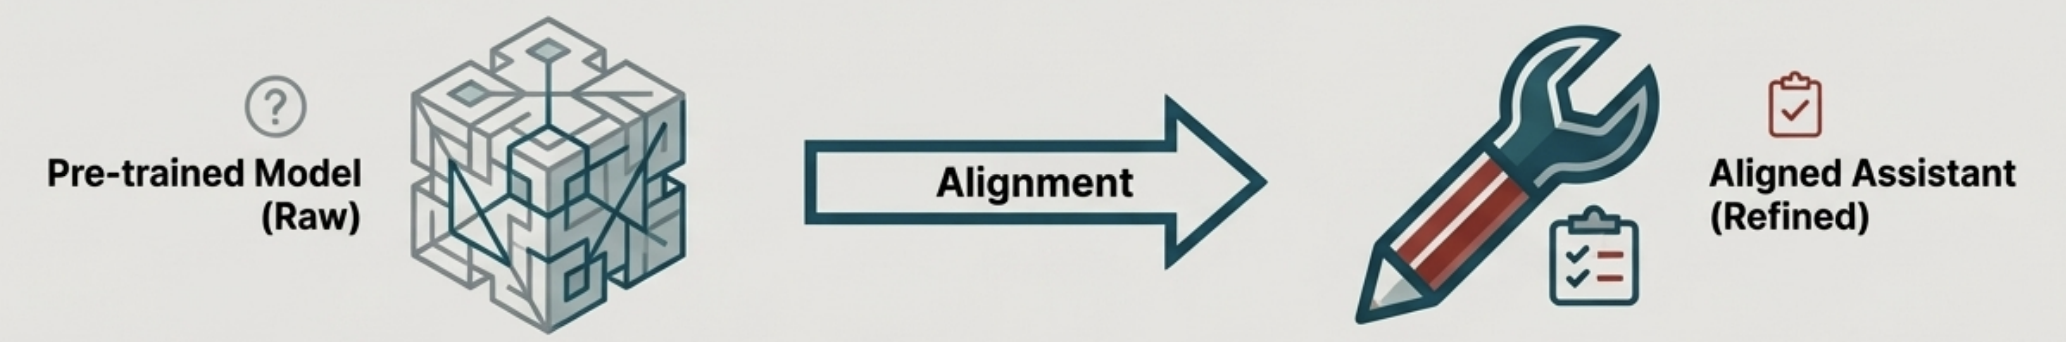 ?
Pre-trained Model
(Raw)
Alignment
Aligned Assistant
(Refined)